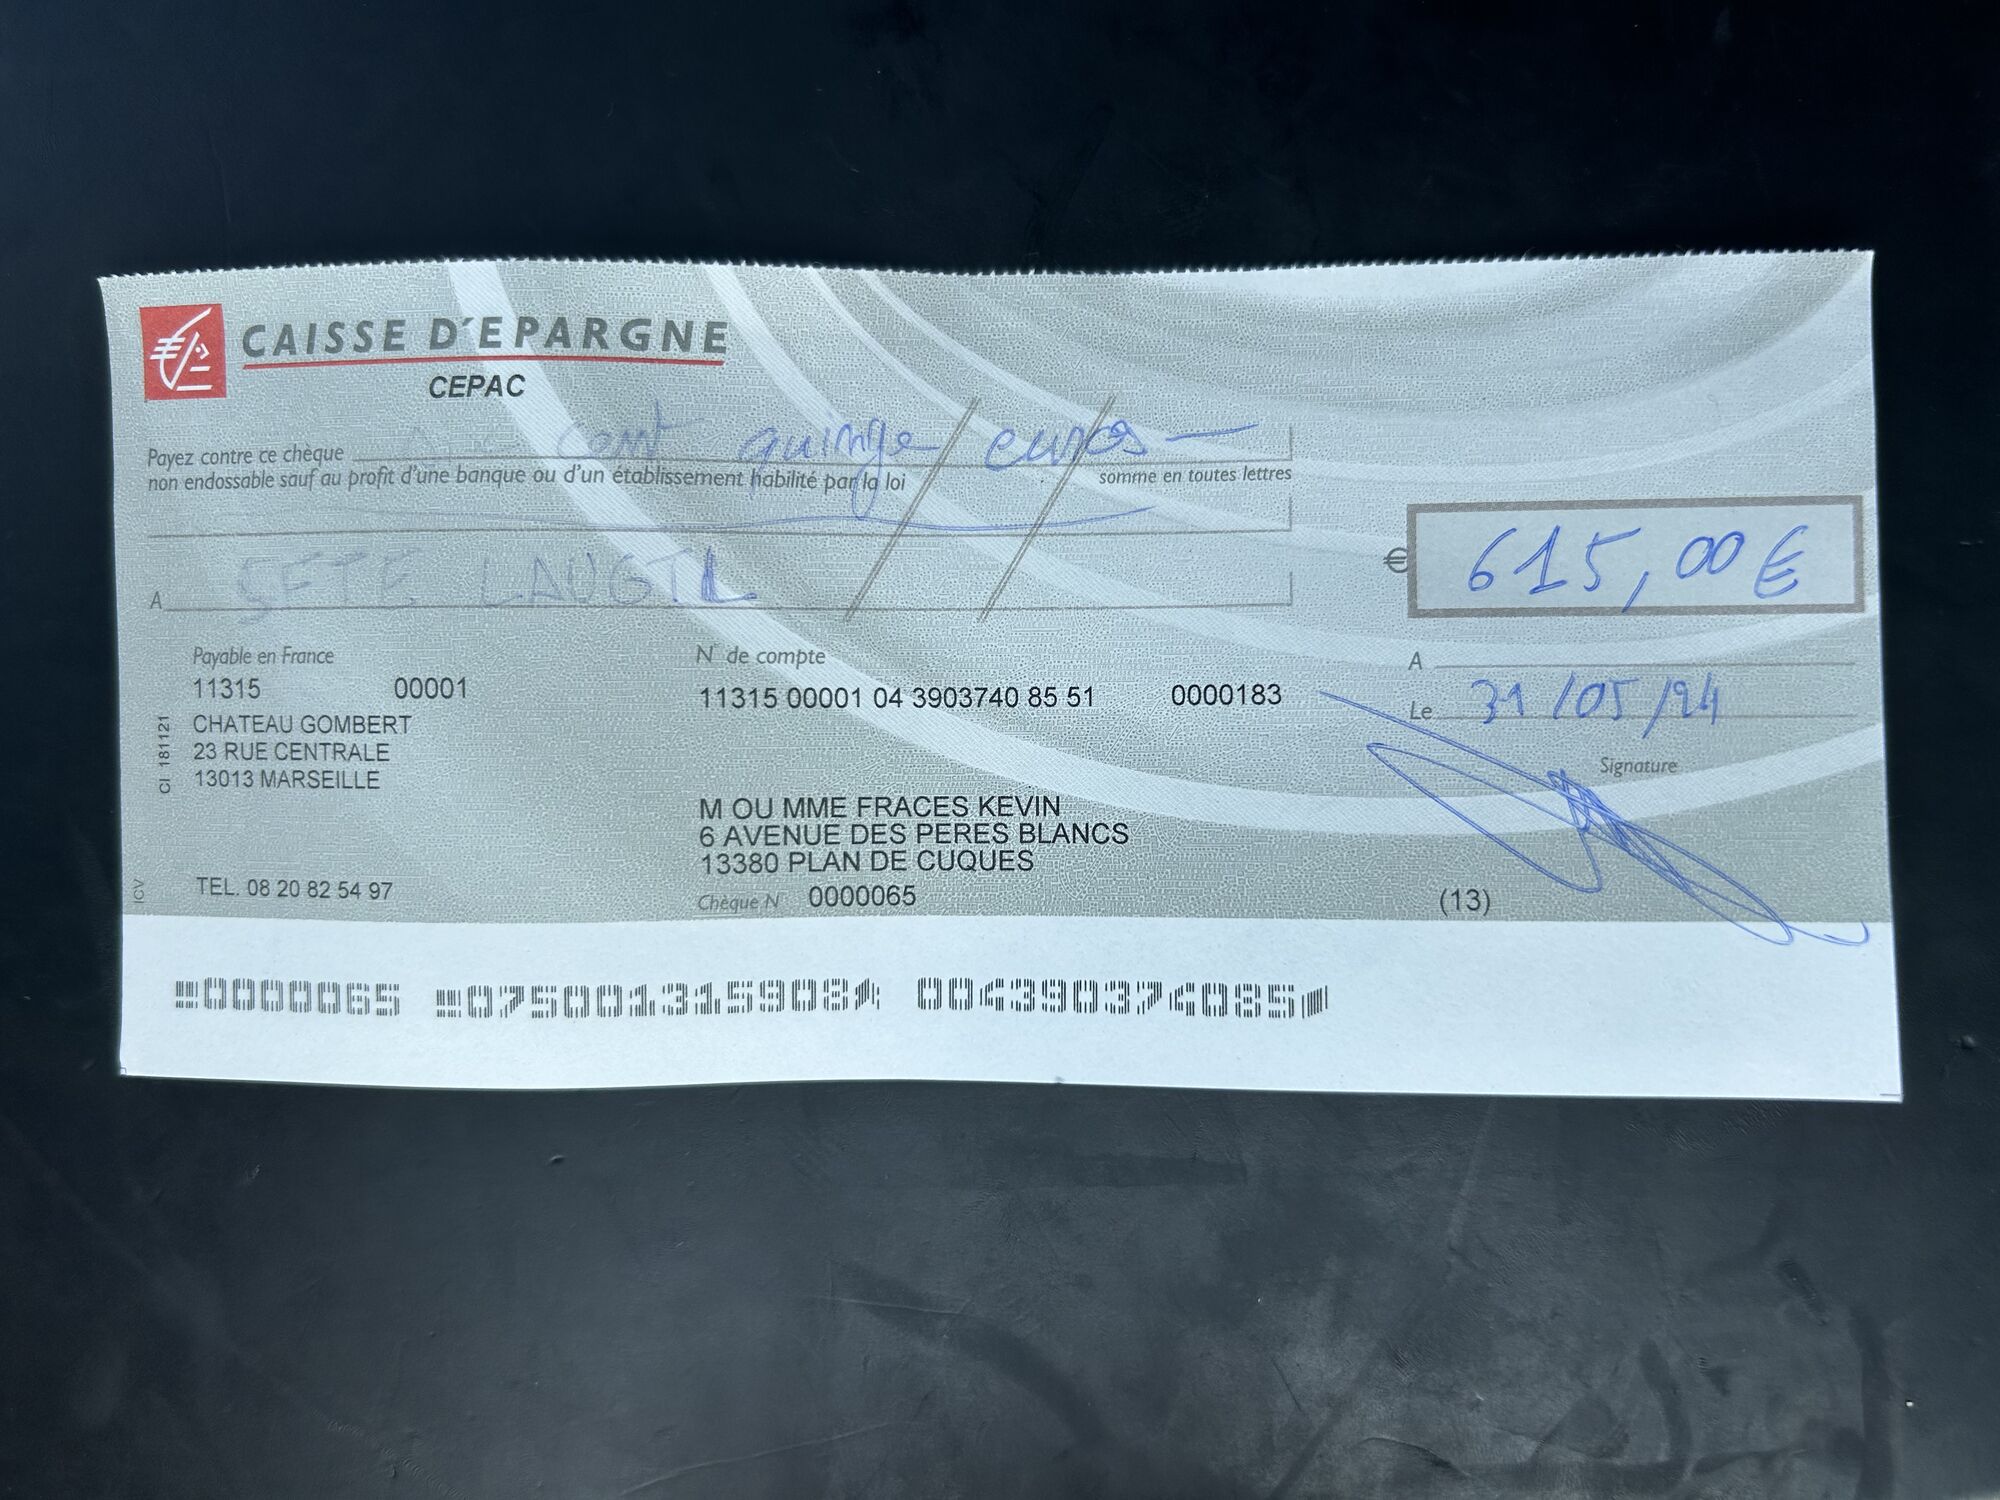 CAISSE D'EPARGNE
CEPAC
Payez contre ce chèque cent quinze euros
non endossable sauf au profit d'une banque ou d'un établissement habilité par la loi
somme en toutes lettres
€ 615,00 €
A SETE LAUGIL
Payable en France
11315 00001
CHATEAU GOMBERT
23 RUE CENTRALE
13013 MARSEILLE
TEL. 08 20 82 54 97
CI 181121
ICV
N° de compte
11315 00001 04 3903740 85 51 0000183
M OU MME FRACES KEVIN
6 AVENUE DES PERES BLANCS
13380 PLAN DE CUQUES
Chèque N° 0000065
A
Le 31/05/24
Signature
(13)
0000065 075001315908 004390374085